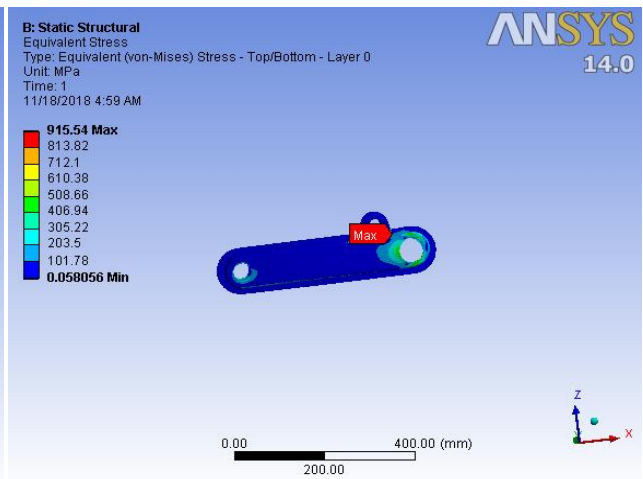 B: Static Structural
Equivalent Stress
Type: Equivalent (von-Mises) Stress - Top/Bottom - Layer 0
Unit: MPa
Time: 1
11/18/2018 4:59 AM
ANSYS
14.0
915.54 Max
813.82
712.1
610.38
508.66
406.94
305.22
203.5
101.78
0.058056 Min
Max
0.00
400.00 (mm)
200.00
Z
X